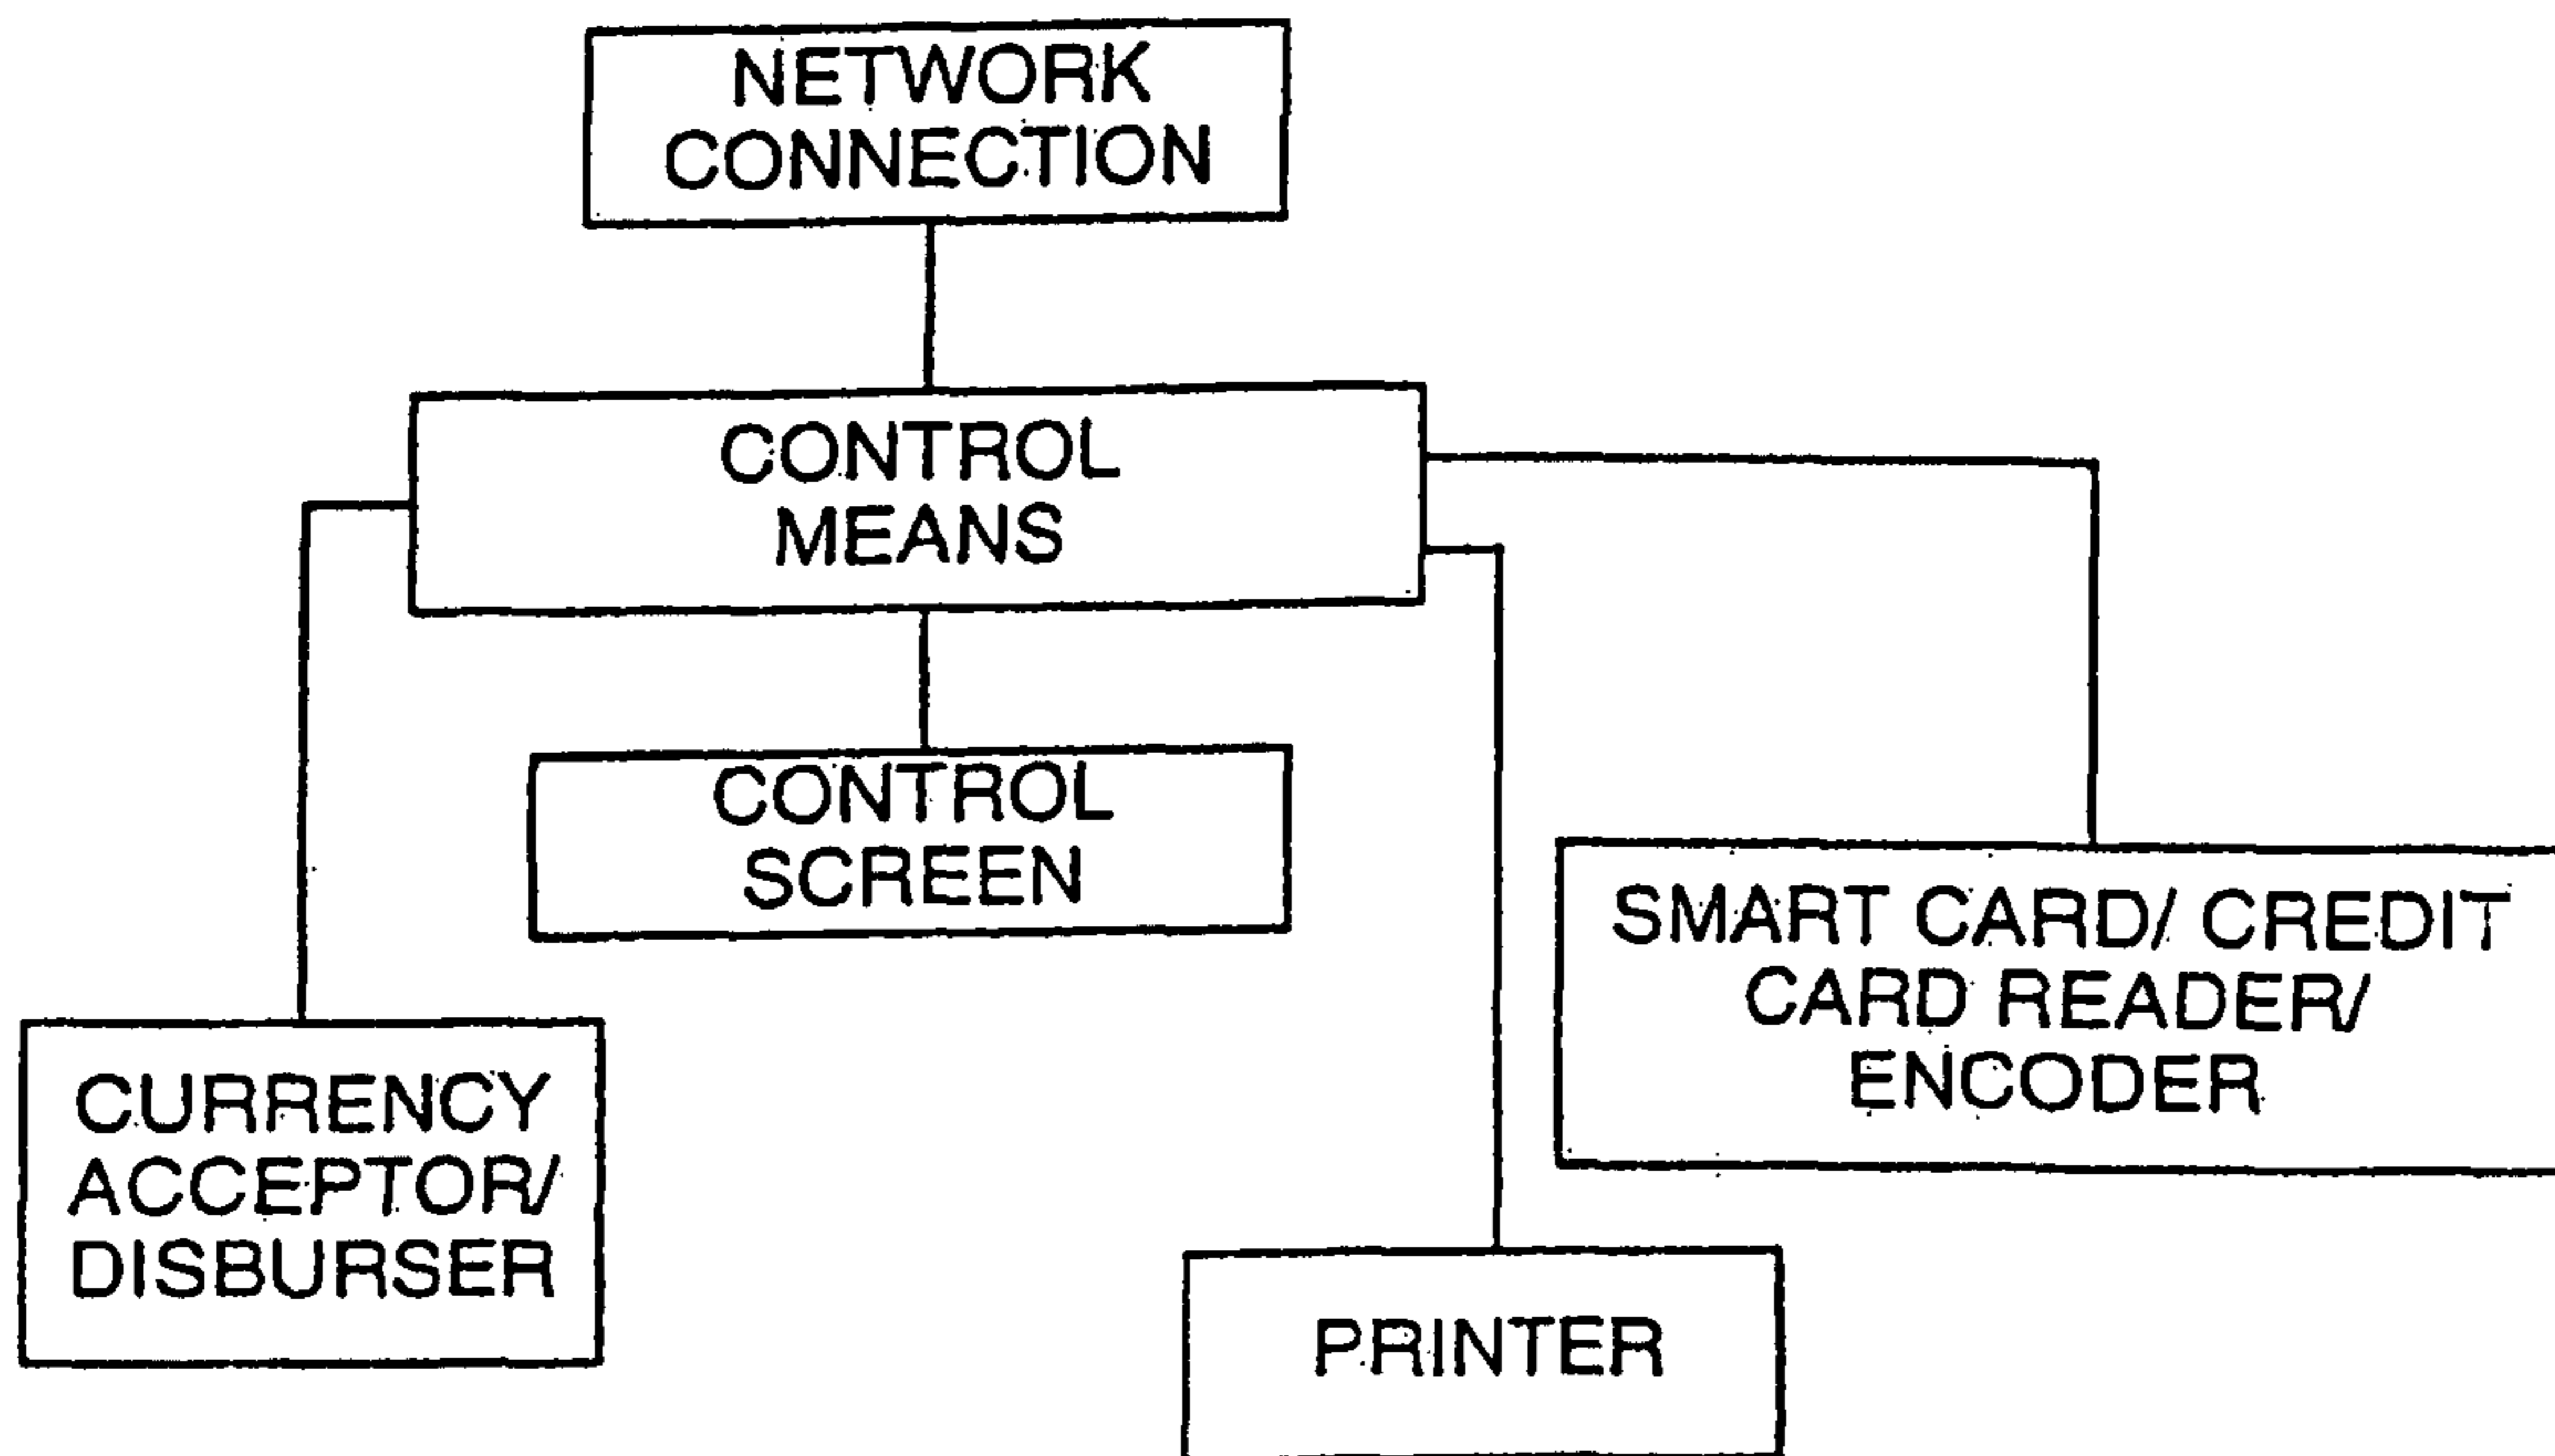 NETWORK
CONNECTION
CONTROL
MEANS
CONTROL
SCREEN
SMART CARD/ CREDIT
CARD READER/
ENCODER
CURRENCY
ACCEPTOR/
DISBURSER
PRINTER